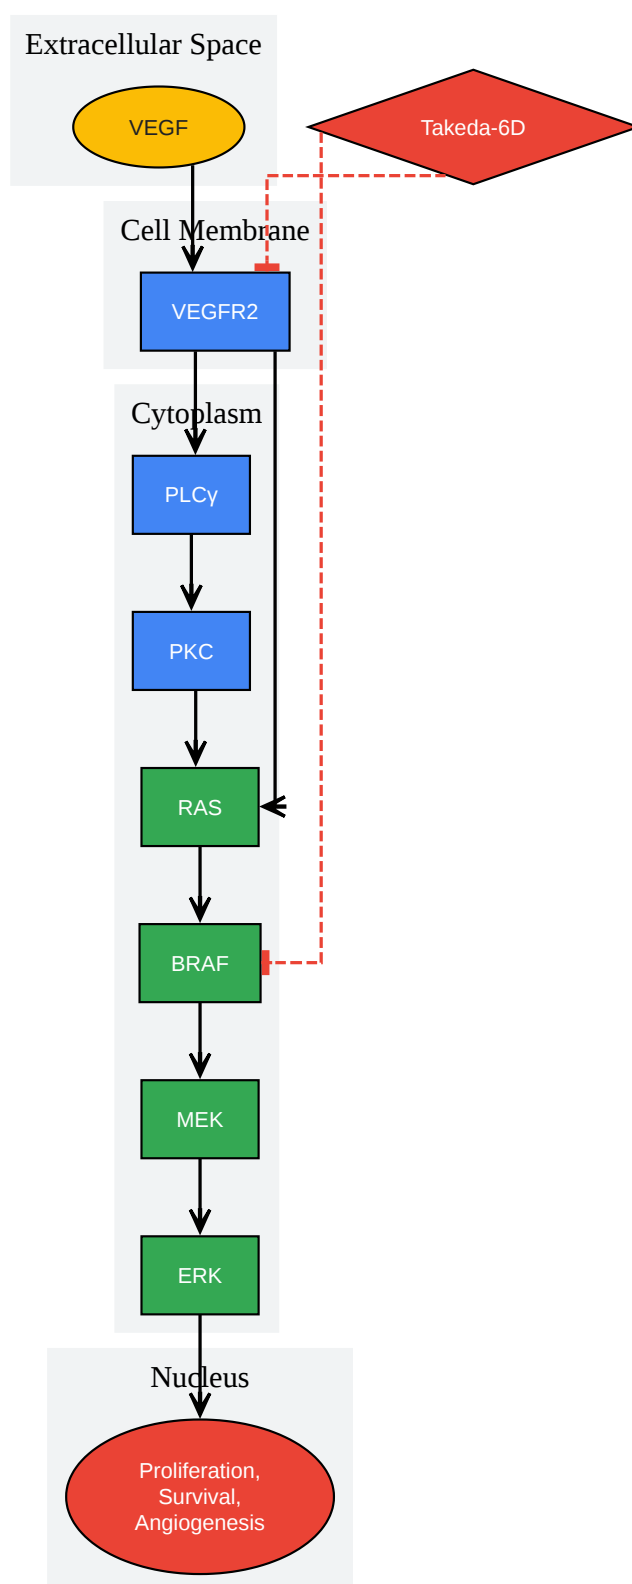 Extracellular Space
VEGF
Takeda-6D
Cell Membrane
VEGFR2
Cytoplasm
PLCγ
PKC
RAS
BRAF
MEK
ERK
Nucleus
Proliferation,
Survival,
Angiogenesis